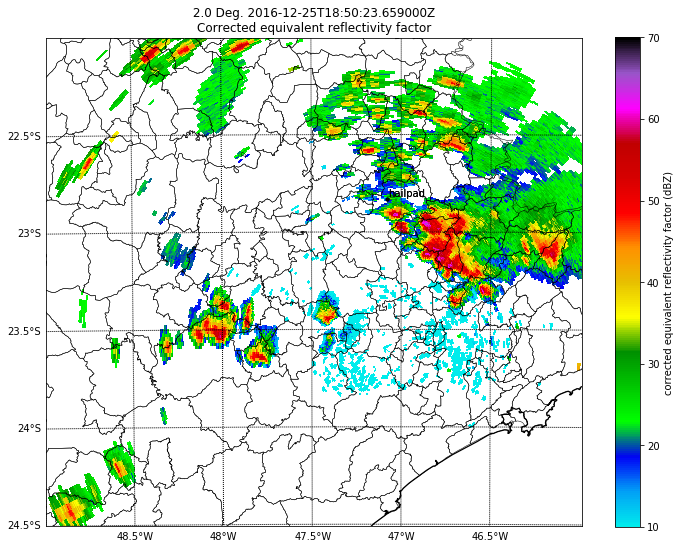 2.0 Deg. 2016-12-25T18:50:23.659000Z
Corrected equivalent reflectivity factor
70
60
50
40
30
20
10
corrected equivalent reflectivity factor (dBZ)
22.5°S
23°S
23.5°S
24°S
24.5°S
hailpad
48.5°W
48°W
47.5°W
47°W
46.5°W